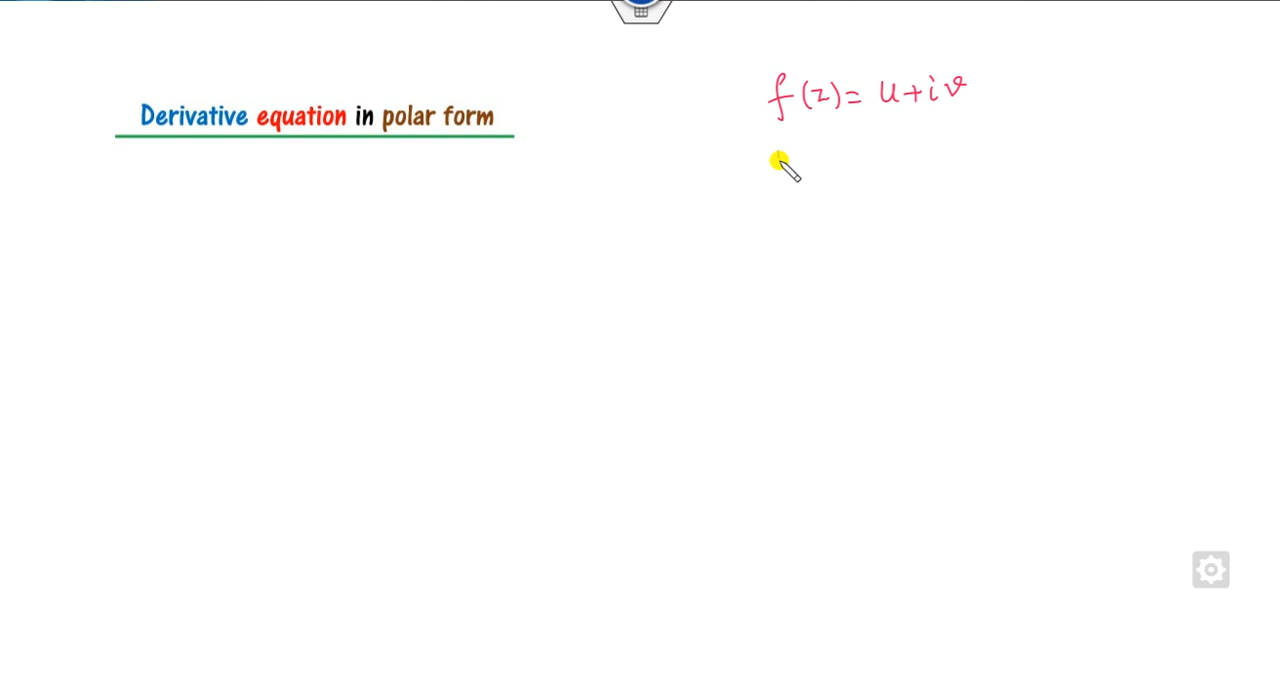 f(z) = u + iv
Derivative equation in polar form